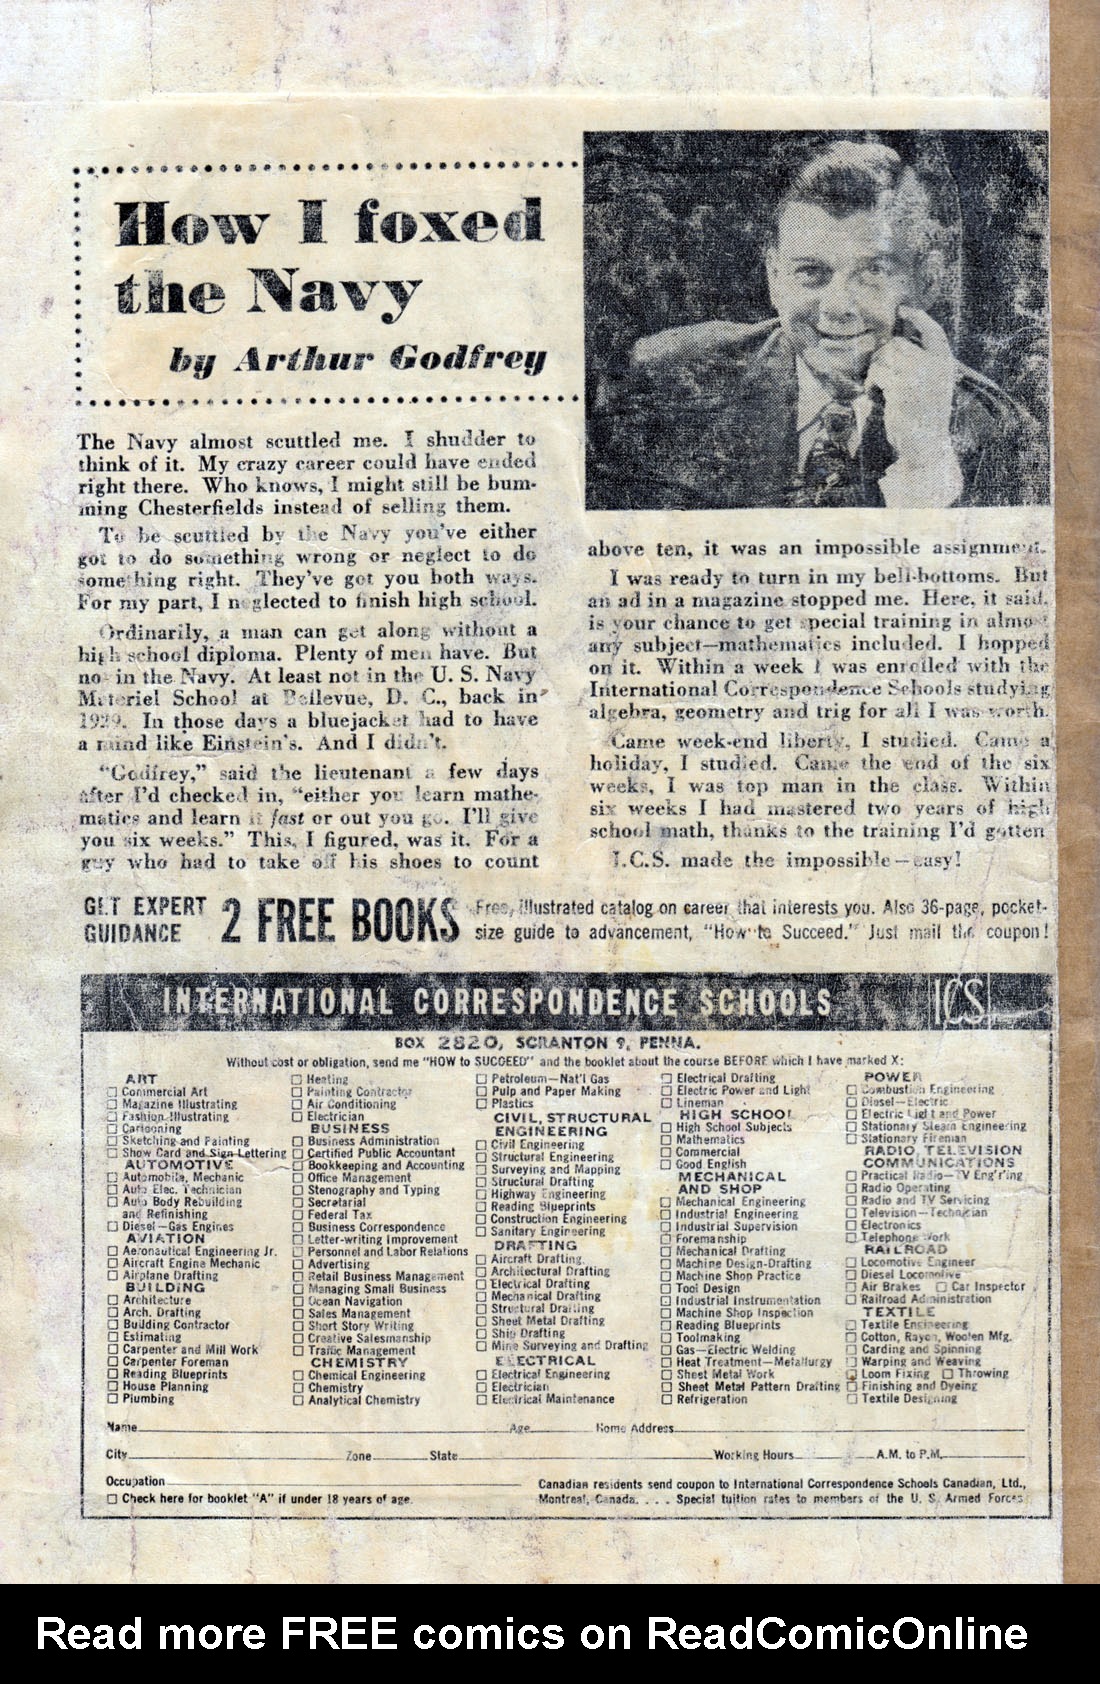 How I foxed
the Navy
by Arthur Godfrey
The Navy almost scuttled me. I shudder to
think of it. My crazy career could have ended
right there. Who knows, I might still be bum-
ming Chesterfields instead of selling them.
To be scuttled by the Navy you've either
got to do something wrong or neglect to do
something right. They've got you both ways.
For my part, I neglected to finish high school.
Ordinarily, a man can get along without a
high school diploma. Plenty of men have. But
not in the Navy. At least not in the U. S. Navy
Materiel School at Bellevue, D. C., back in
1929. In those days a bluejacket had to have
a mind like Einstein's. And I didn't.
"Godfrey," said the lieutenant a few days
after I'd checked in, "either you learn mathe-
matics and learn it fast or out you go. I'll give
you six weeks." This, I figured, was it. For a
guy who had to take off his shoes to count
above ten, it was an impossible assignment.
I was ready to turn in my bell-bottoms. But
an ad in a magazine stopped me. Here, it said,
is your chance to get special training in almost
any subject—mathematics included. I hopped
on it. Within a week I was enrolled with the
International Correspondence Schools studying
algebra, geometry and trig for all I was worth.
Came week-end liberty, I studied. Came a
holiday, I studied. Came the end of the six
weeks, I was top man in the class. Within
six weeks I had mastered two years of high
school math, thanks to the training I'd gotten
I.C.S. made the impossible—easy!
GET EXPERT
GUIDANCE
2 FREE BOOKS
Free, illustrated catalog on career that interests you. Also 36-page, pocket-
size guide to advancement, "How to Succeed." Just mail the coupon!
INTERNATIONAL CORRESPONDENCE SCHOOLS
ICS
BOX 2820, SCRANTON 9, PENNA.
Without cost or obligation, send me "HOW to SUCCEED" and the booklet about the course BEFORE which I have marked X:
ART
Commercial Art
Magazine Illustrating
Fashion Illustrating
Cartooning
Sketching and Painting
Show Card and Sign Lettering
AUTOMOTIVE
Automobile, Mechanic
Auto Elec. Technician
Auto Body Rebuilding
and Refinishing
Diesel—Gas Engines
AVIATION
Aeronautical Engineering Jr.
Aircraft Engine Mechanic
Airplane Drafting
BUILDING
Architecture
Arch. Drafting
Building Contractor
Estimating
Carpenter and Mill Work
Carpenter Foreman
Reading Blueprints
House Planning
Plumbing
Heating
Painting Contractor
Air Conditioning
Electrician
BUSINESS
Business Administration
Certified Public Accountant
Bookkeeping and Accounting
Office Management
Stenography and Typing
Secretarial
Federal Tax
Business Correspondence
Letter-writing Improvement
Personnel and Labor Relations
Advertising
Retail Business Management
Managing Small Business
Ocean Navigation
Sales Management
Short Story Writing
Creative Salesmanship
Traffic Management
CHEMISTRY
Chemical Engineering
Chemistry
Analytical Chemistry
Petroleum—Nat'l Gas
Pulp and Paper Making
Plastics
CIVIL, STRUCTURAL
ENGINEERING
Civil Engineering
Structural Engineering
Surveying and Mapping
Structural Drafting
Highway Engineering
Reading Blueprints
Construction Engineering
Sanitary Engineering
DRAFTING
Aircraft Drafting
Architectural Drafting
Electrical Drafting
Mechanical Drafting
Structural Drafting
Sheet Metal Drafting
Ship Drafting
Mine Surveying and Drafting
ELECTRICAL
Electrical Engineering
Electrician
Electrical Maintenance
Electrical Drafting
Electric Power and Light
Lineman
HIGH SCHOOL
High School Subjects
Mathematics
Commercial
Good English
MECHANICAL
AND SHOP
Mechanical Engineering
Industrial Engineering
Industrial Supervision
Foremanship
Mechanical Drafting
Machine Design-Drafting
Machine Shop Practice
Tool Design
Industrial Instrumentation
Machine Shop Inspection
Reading Blueprints
Toolmaking
Gas—Electric Welding
Heat Treatment—Metallurgy
Sheet Metal Work
Sheet Metal Pattern Drafting
Refrigeration
POWER
Combustion Engineering
Diesel—Electric
Electric Light and Power
Stationary Steam Engineering
Stationary Fireman
RADIO, TELEVISION
COMMUNICATIONS
Practical Radio—TV Eng'r'ing
Radio Operating
Radio and TV Servicing
Television—Technician
Electronics
Telephone Work
RAILROAD
Locomotive Engineer
Diesel Locomotive
Air Brakes Car Inspector
Railroad Administration
TEXTILE
Textile Engineering
Cotton, Rayon, Woolen Mfg.
Carding and Spinning
Warping and Weaving
Loom Fixing Throwing
Finishing and Dyeing
Textile Designing
Name Age Home Address
City Zone State Working Hours A.M. to P.M.
Occupation
Check here for booklet "A" if under 18 years of age.
Canadian residents send coupon to International Correspondence Schools Canadian, Ltd.,
Montreal, Canada. . . . Special tuition rates to members of the U. S. Armed Forces
Read more FREE comics on ReadComicOnline